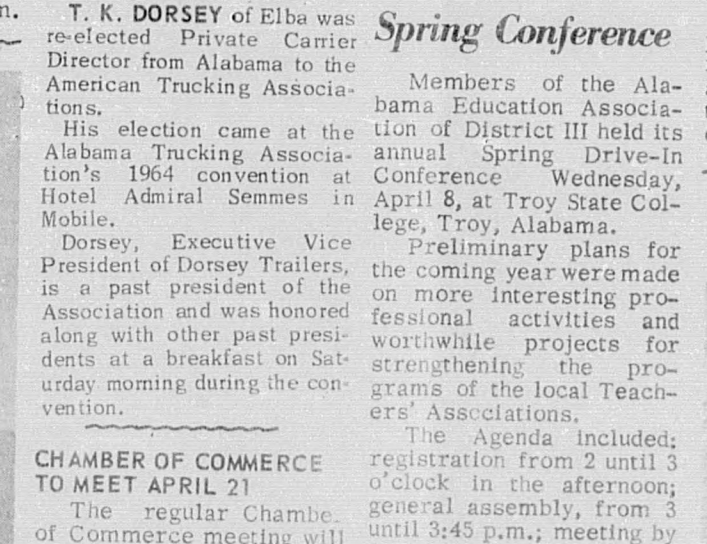 n.
T. K. DORSEY of Elba was
re-elected Private Carrier
Director from Alabama to the
American Trucking Associa-
tions.
His election came at the
Alabama Trucking Associa-
tion's 1964 convention at
Hotel Admiral Semmes in
Mobile.
Dorsey, Executive Vice
President of Dorsey Trailers,
is a past president of the
Association and was honored
along with other past presi-
dents at a breakfast on Sat-
urday morning during the con-
vention.
CHAMBER OF COMMERCE
TO MEET APRIL 21
The regular Chambe
of Commerce meeting will
Spring Conference
Members of the Ala-
bama Education Associa-
tion of District III held its
annual Spring Drive-In
Conference Wednesday,
April 8, at Troy State Col-
lege, Troy, Alabama.
Preliminary plans for
the coming year were made
on more interesting pro-
fessional activities and
worthwhile projects for
strengthening the pro-
grams of the local Teach-
ers' Associations.
The Agenda included:
registration from 2 until 3
o'clock in the afternoon;
general assembly, from 3
until 3:45 p.m.; meeting by